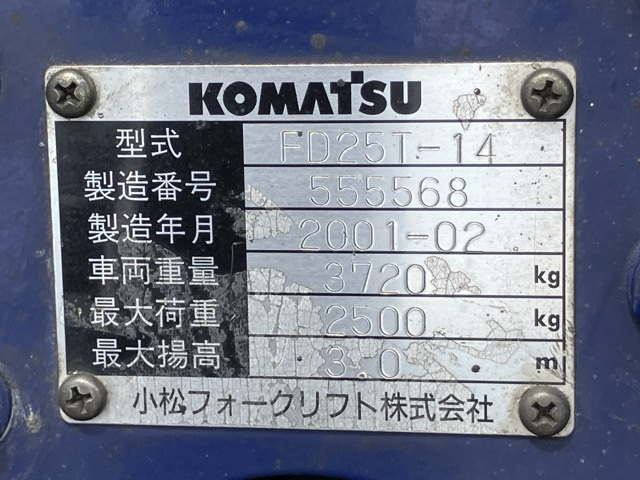 KOMATSU
型式 FD25T-14
製造番号 555568
製造年月 2001-02
車両重量 3720 kg
最大荷重 2500 kg
最大揚高 3.0 m
小松フォークリフト株式会社